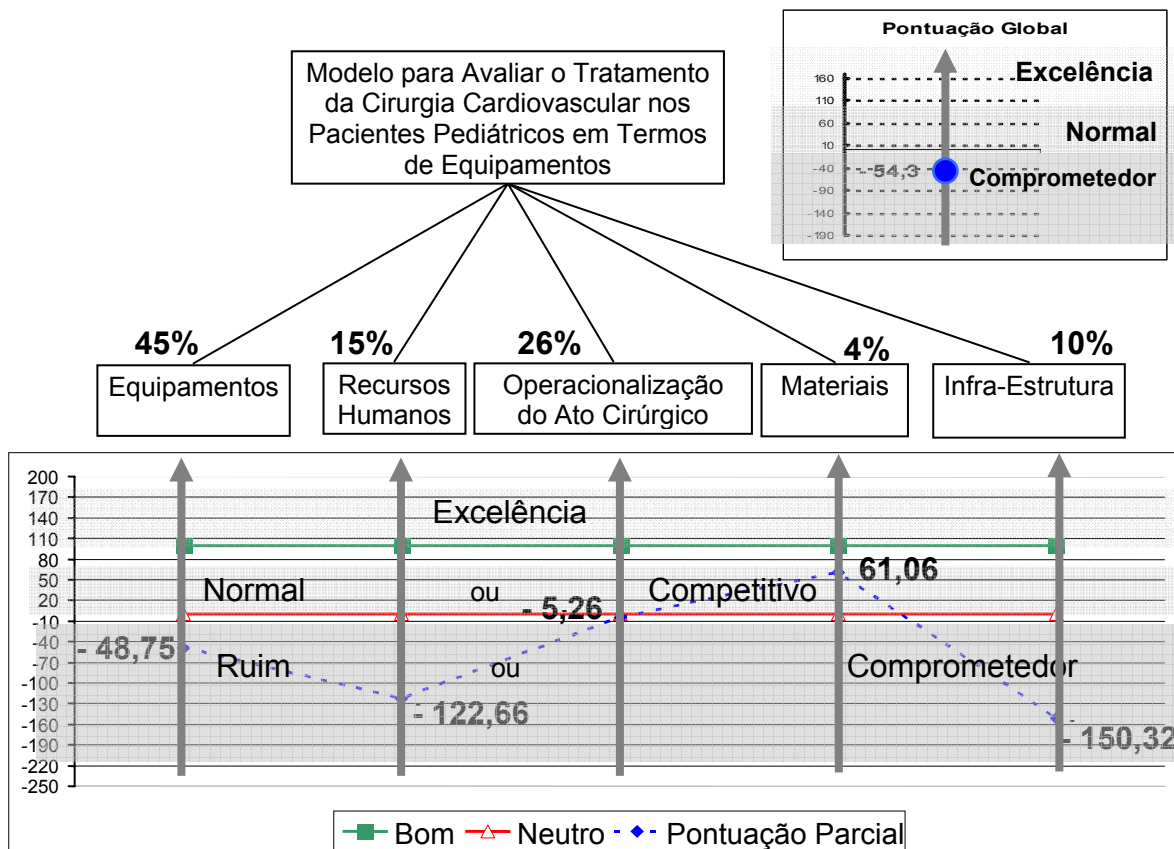 Pontuação Global
160
110
60
10
-40
-90
-140
-190
Excelência
Normal
Comprometedor
- 54,3
Modelo para Avaliar o Tratamento
da Cirurgia Cardiovascular nos
Pacientes Pediátricos em Termos
de Equipamentos
45%
15%
26%
4%
10%
Equipamentos
Recursos
Humanos
Operacionalização
do Ato Cirúrgico
Materiais
Infra-Estrutura
200
170
140
110
80
50
20
-10
-40
-70
-100
-130
-160
-190
-220
-250
Excelência
Normal ou Competitivo
Ruim ou Comprometedor
- 48,75
- 122,66
- 5,26
61,06
- 150,32
Bom Neutro Pontuação Parcial